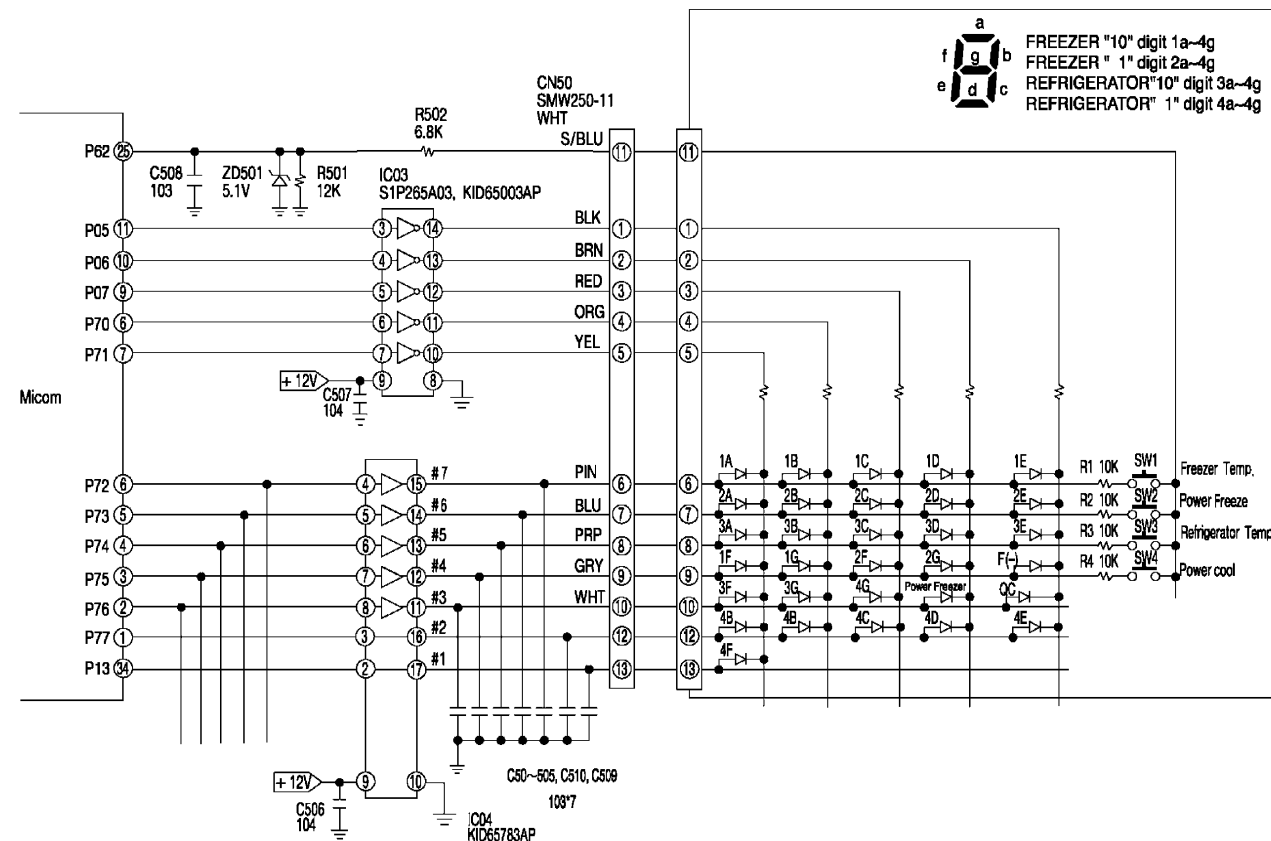 a
f g b
e d c
FREEZER "10" digit 1a~4g
FREEZER " 1" digit 2a~4g
REFRIGERATOR"10" digit 3a~4g
REFRIGERATOR" 1" digit 4a~4g
CN50
SMW250-11
WHT
R502
6.8K
S/BLU
P62 25 11 11
C508
103
ZD501
5.1V
R501
12K
IC03
S1P265A03, KID65003AP
P05 11 3 14 BLK 1 1
P06 10 4 13 BRN 2 2
P07 9 5 12 RED 3 3
P70 6 6 11 ORG 4 4
P71 7 7 10 YEL 5 5
+ 12V 9 8
C507
104
Micom
1A 1B 1C 1D 1E R1 10K SW1 Freezer Temp.
P72 6 4 15 #7 PIN 6 6
2A 2B 2C 2D 2E R2 10K SW2 Power Freeze
P73 5 5 14 #6 BLU 7 7
3A 3B 3C 3D 3E R3 10K SW3 Refrigerator Temp
P74 4 6 13 #5 PRP 8 8
1F 1G 2F 2G F(-) R4 10K SW4 Power cool
P75 3 7 12 #4 GRY 9 9
3F 3G 4G Power Freezer QC
P76 2 8 11 #3 WHT 10 10
4B 4B 4C 4D 4E
P77 1 3 16 #2 12 12
4F
P13 34 2 17 #1 13 13
+ 12V 9 10
C506
104
C50~505, C510, C509
103*7
IC04
KID65783AP